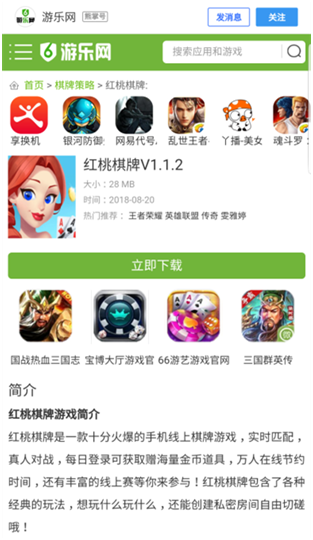 游乐网 熊掌号 发消息 关注
6 游乐网 搜索应用和游戏
首页 > 棋牌策略 > 红桃棋牌:
享换机 银河防御 网易代号 乱世王者 丫播-美女 魂斗罗:
红桃棋牌V1.1.2
大小：28 MB
时间：2018-08-20
热门推荐： 王者荣耀 英雄联盟 传奇 雯雅婷
立即下载
国战热血三国志 宝博大厅游戏官 66游艺游戏官网 三国群英传
简介
红桃棋牌游戏简介
红桃棋牌是一款十分火爆的手机线上棋牌游戏，实时匹配，
真人对战，每日登录可获取赠海量金币道具，万人在线节约
时间，还有丰富的线上赛等你来参与！红桃棋牌包含了各种
经典的玩法，想玩什么玩什么，还能创建私密房间自由切磋
哦！